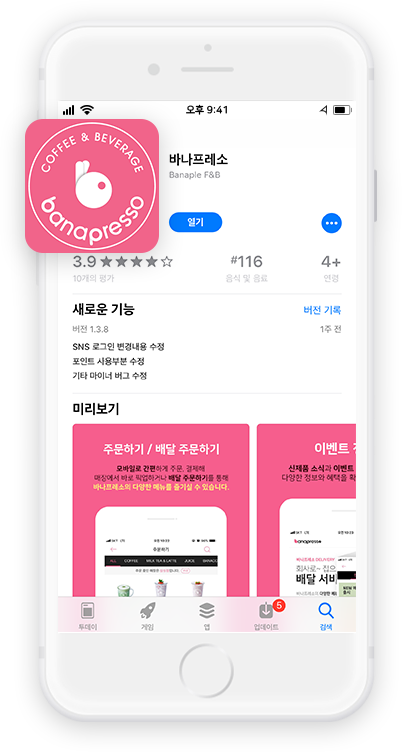 오후 9:41
COFFEE & BEVERAGE
banapresso
바나프레소
Banaple F&B
열기
3.9 ★★★★☆
#116
4+
10개의 평가
음식 및 음료
연령
새로운 기능
버전 기록
버전 1.3.8
1주 전
SNS 로그인 변경내용 수정
포인트 사용부분 수정
기타 마이너 버그 수정
미리보기
주문하기 / 배달 주문하기
모바일로 간편하게 주문, 결제해
매장에서 바로 픽업하거나 배달 주문하기를 통해
바나프레소의 다양한 메뉴를 즐기실 수 있습니다.
주문하기
ALL
COFFEE
MILK TEA & LATTE
JUICE
이벤트
신제품 소식과 이벤트
다양한 정보와 혜택을 확
banapresso
회사로~ 집으
배달 서비
투데이
게임
앱
5
업데이트
검색